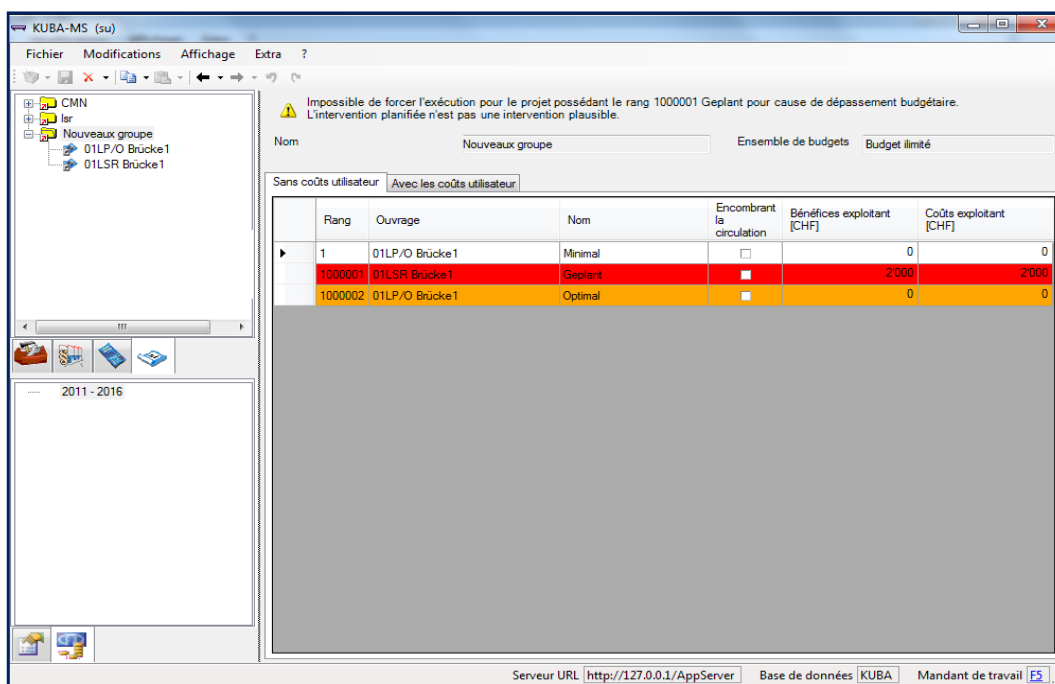 KUBA-MS (su)
Fichier Modifications Affichage Extra ?
CMN
lsr
Nouveaux groupe
01LP/O Brücke1
01LSR Brücke1
2011 - 2016
Impossible de forcer l'exécution pour le projet possédant le rang 1000001 Geplant pour cause de dépassement budgétaire.
L'intervention planifiée n'est pas une intervention plausible.
Nom Nouveaux groupe Ensemble de budgets Budget ilimité
Sans coûts utilisateur Avec les coûts utilisateur
Rang Ouvrage Nom Encombrant la circulation Bénéfices exploitant [CHF] Coûts exploitant [CHF]
1 01LP/O Brücke1 Minimal 0 0
1000001 01LSR Brücke1 Geplant 2'000 2'000
1000002 01LP/O Brücke1 Optimal 0 0
Serveur URL http://127.0.0.1/AppServer Base de données KUBA Mandant de travail F5